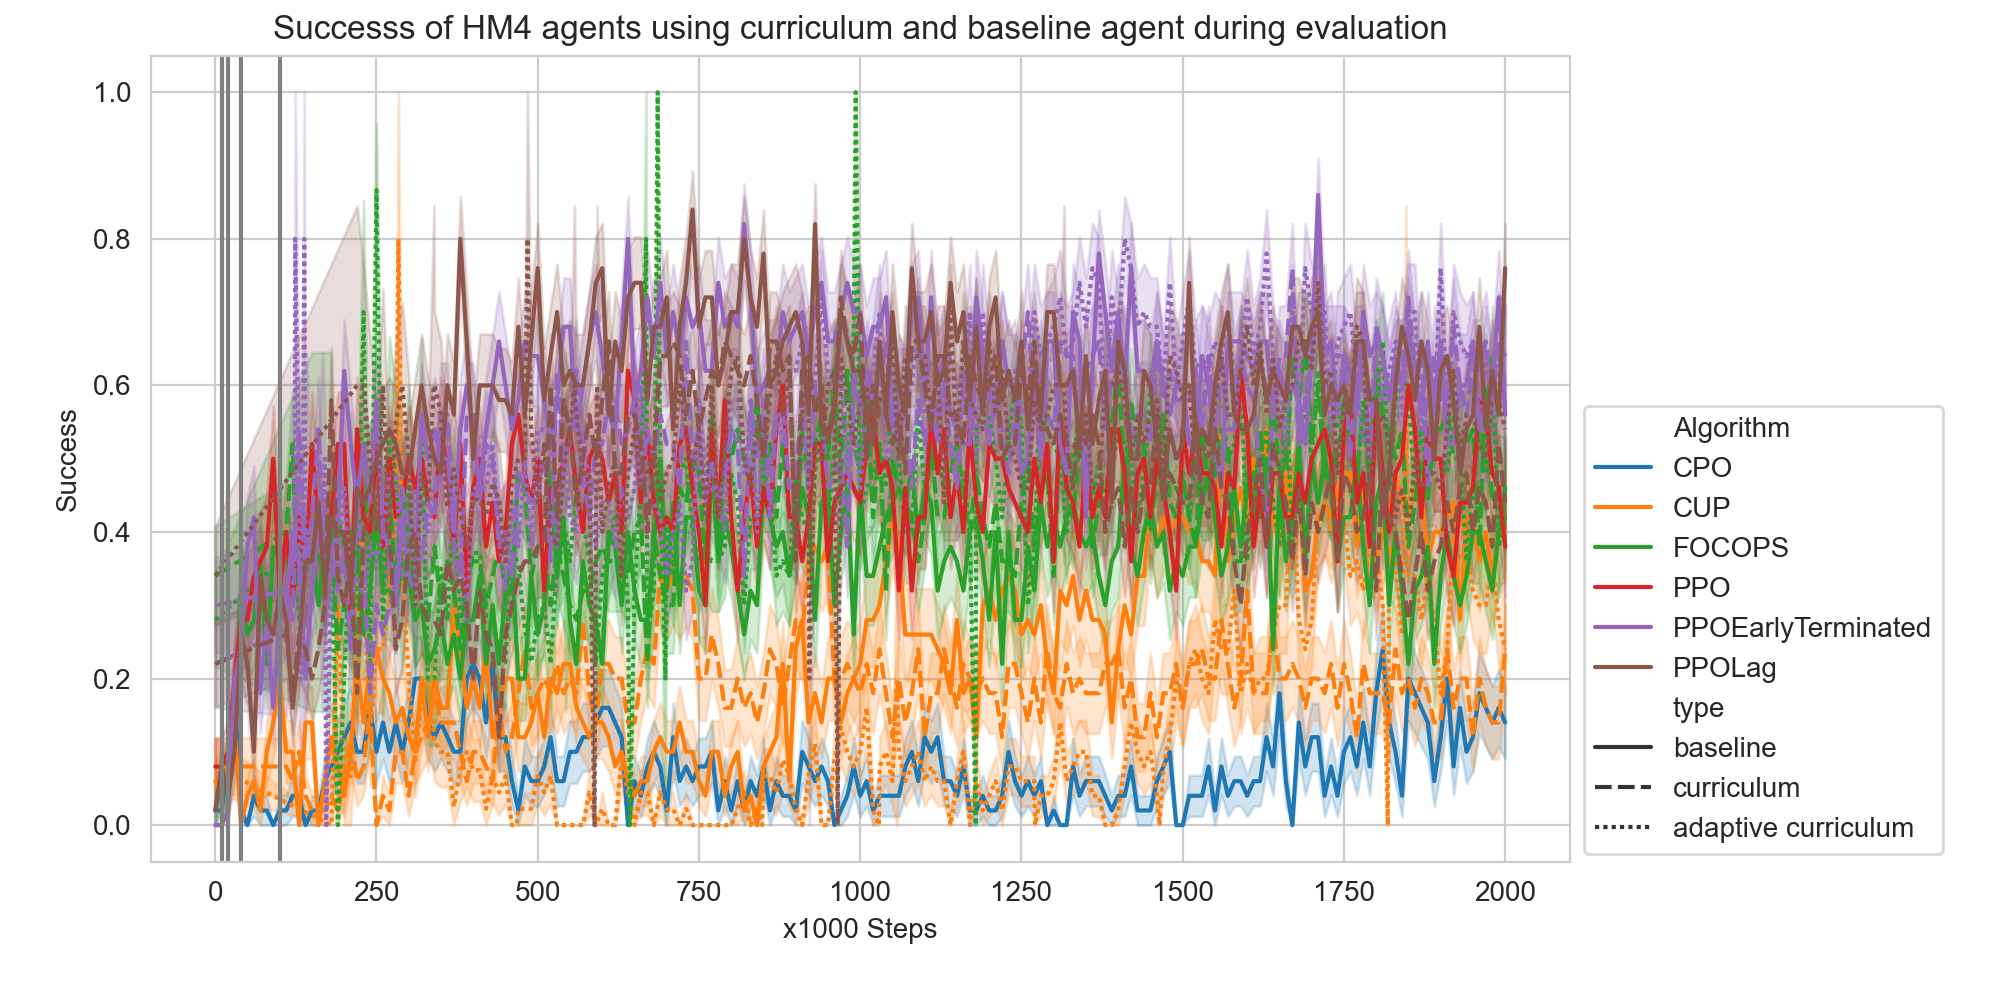 Successs of HM4 agents using curriculum and baseline agent during evaluation
1.0
0.8
0.6
0.4
0.2
0.0
Success
0 250 500 750 1000 1250 1500 1750 2000
x1000 Steps
Algorithm
CPO
CUP
FOCOPS
PPO
PPOEarlyTerminated
PPOLag
type
baseline
curriculum
adaptive curriculum